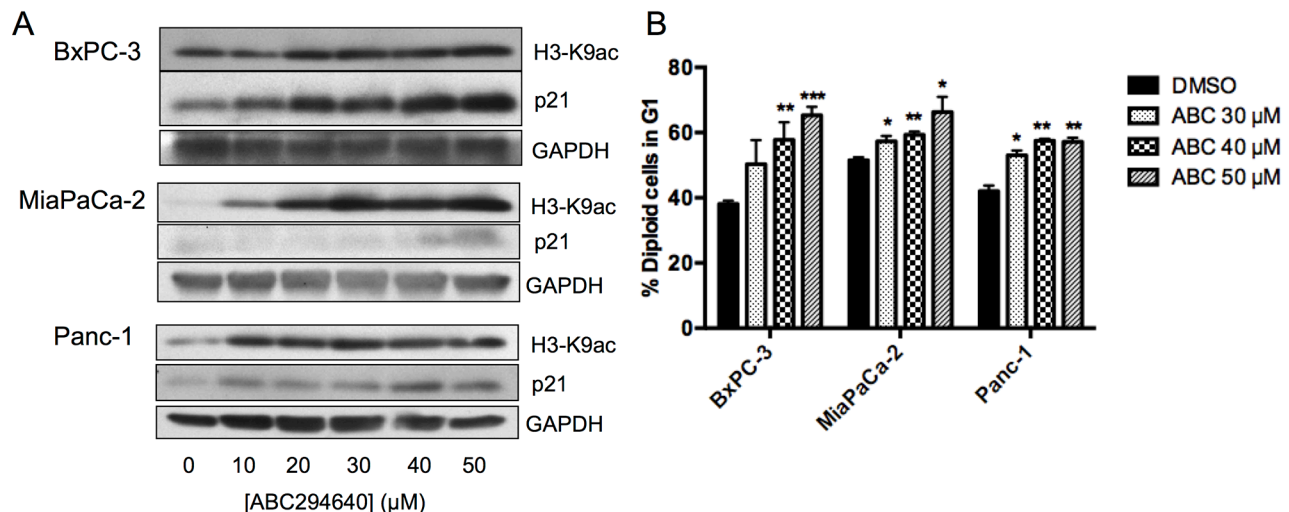 A
BxPC-3
H3-K9ac
p21
GAPDH
MiaPaCa-2
H3-K9ac
p21
GAPDH
Panc-1
H3-K9ac
p21
GAPDH
0 10 20 30 40 50
[ABC294640] (µM)
B
% Diploid cells in G1
80
60
40
20
0
** ***
* ** *
* ** **
BxPC-3
MiaPaCa-2
Panc-1
DMSO
ABC 30 µM
ABC 40 µM
ABC 50 µM